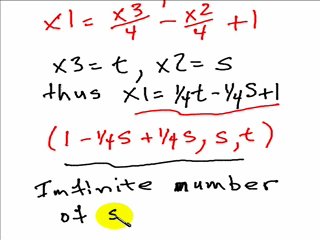 x1 = x3/4 - x2/4 + 1
x3 = t, x2 = s
thus x1 = 1/4t - 1/4s + 1
(1 - 1/4s + 1/4s, s, t)
Imfinite number
of s